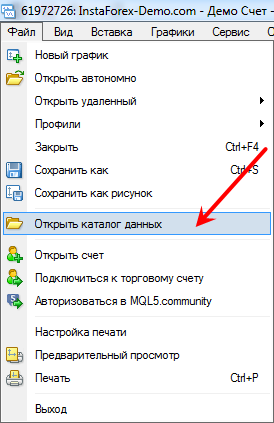 61972726: InstaForex-Demo.com - Демо Счет -
Файл Вид Вставка Графики Сервис
Новый график
Открыть автономно
Открыть удаленный
Профили
Закрыть Ctrl+F4
Сохранить как Ctrl+S
Сохранить как рисунок
Открыть каталог данных
Открыть счет
Подключиться к торговому счету
Авторизоваться в MQL5.community
Настройка печати
Предварительный просмотр
Печать Ctrl+P
Выход